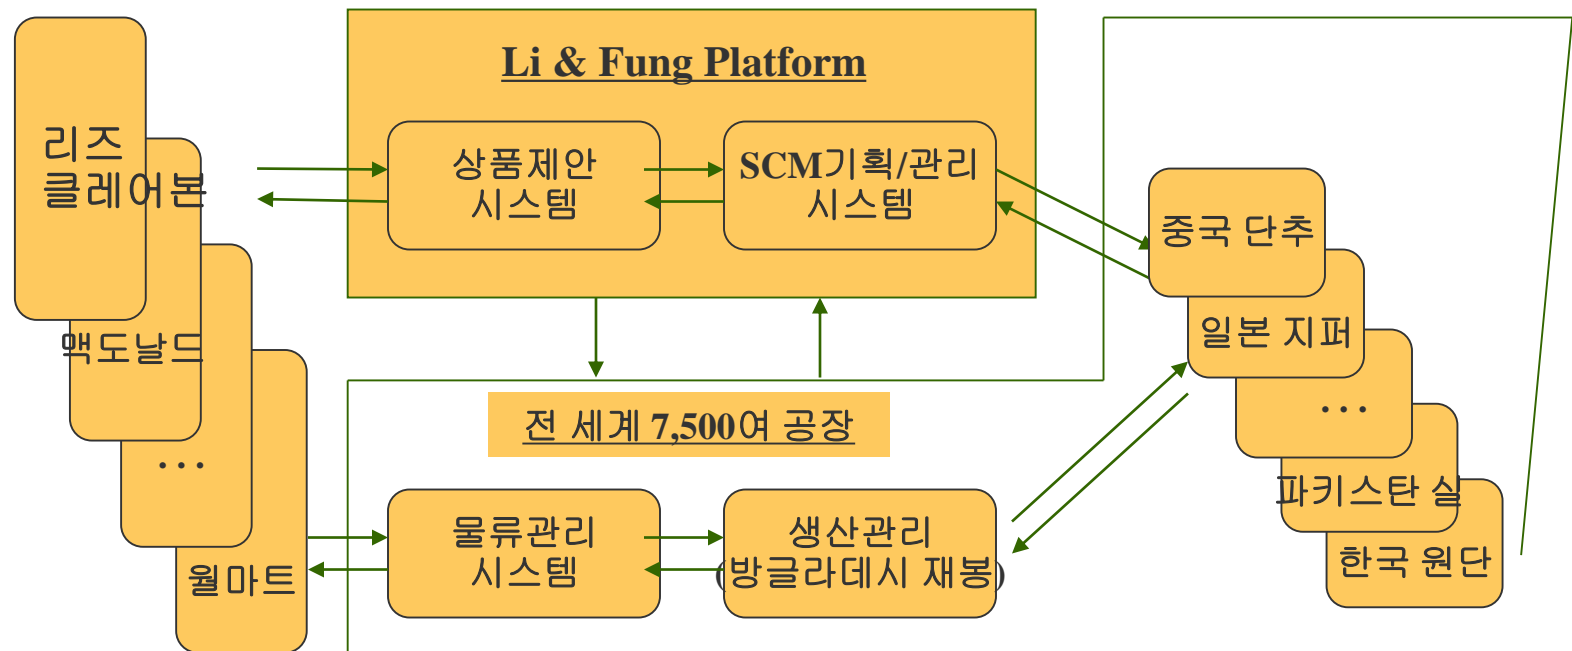 Li & Fung Platform
리즈
클레어본
상품제안
시스템
SCM기획/관리
시스템
중국 단추
맥도날드
일본 지퍼
...
전 세계 7,500여 공장
...
파키스탄 실
물류관리
시스템
생산관리
(방글라데시 재봉)
월마트
한국 원단